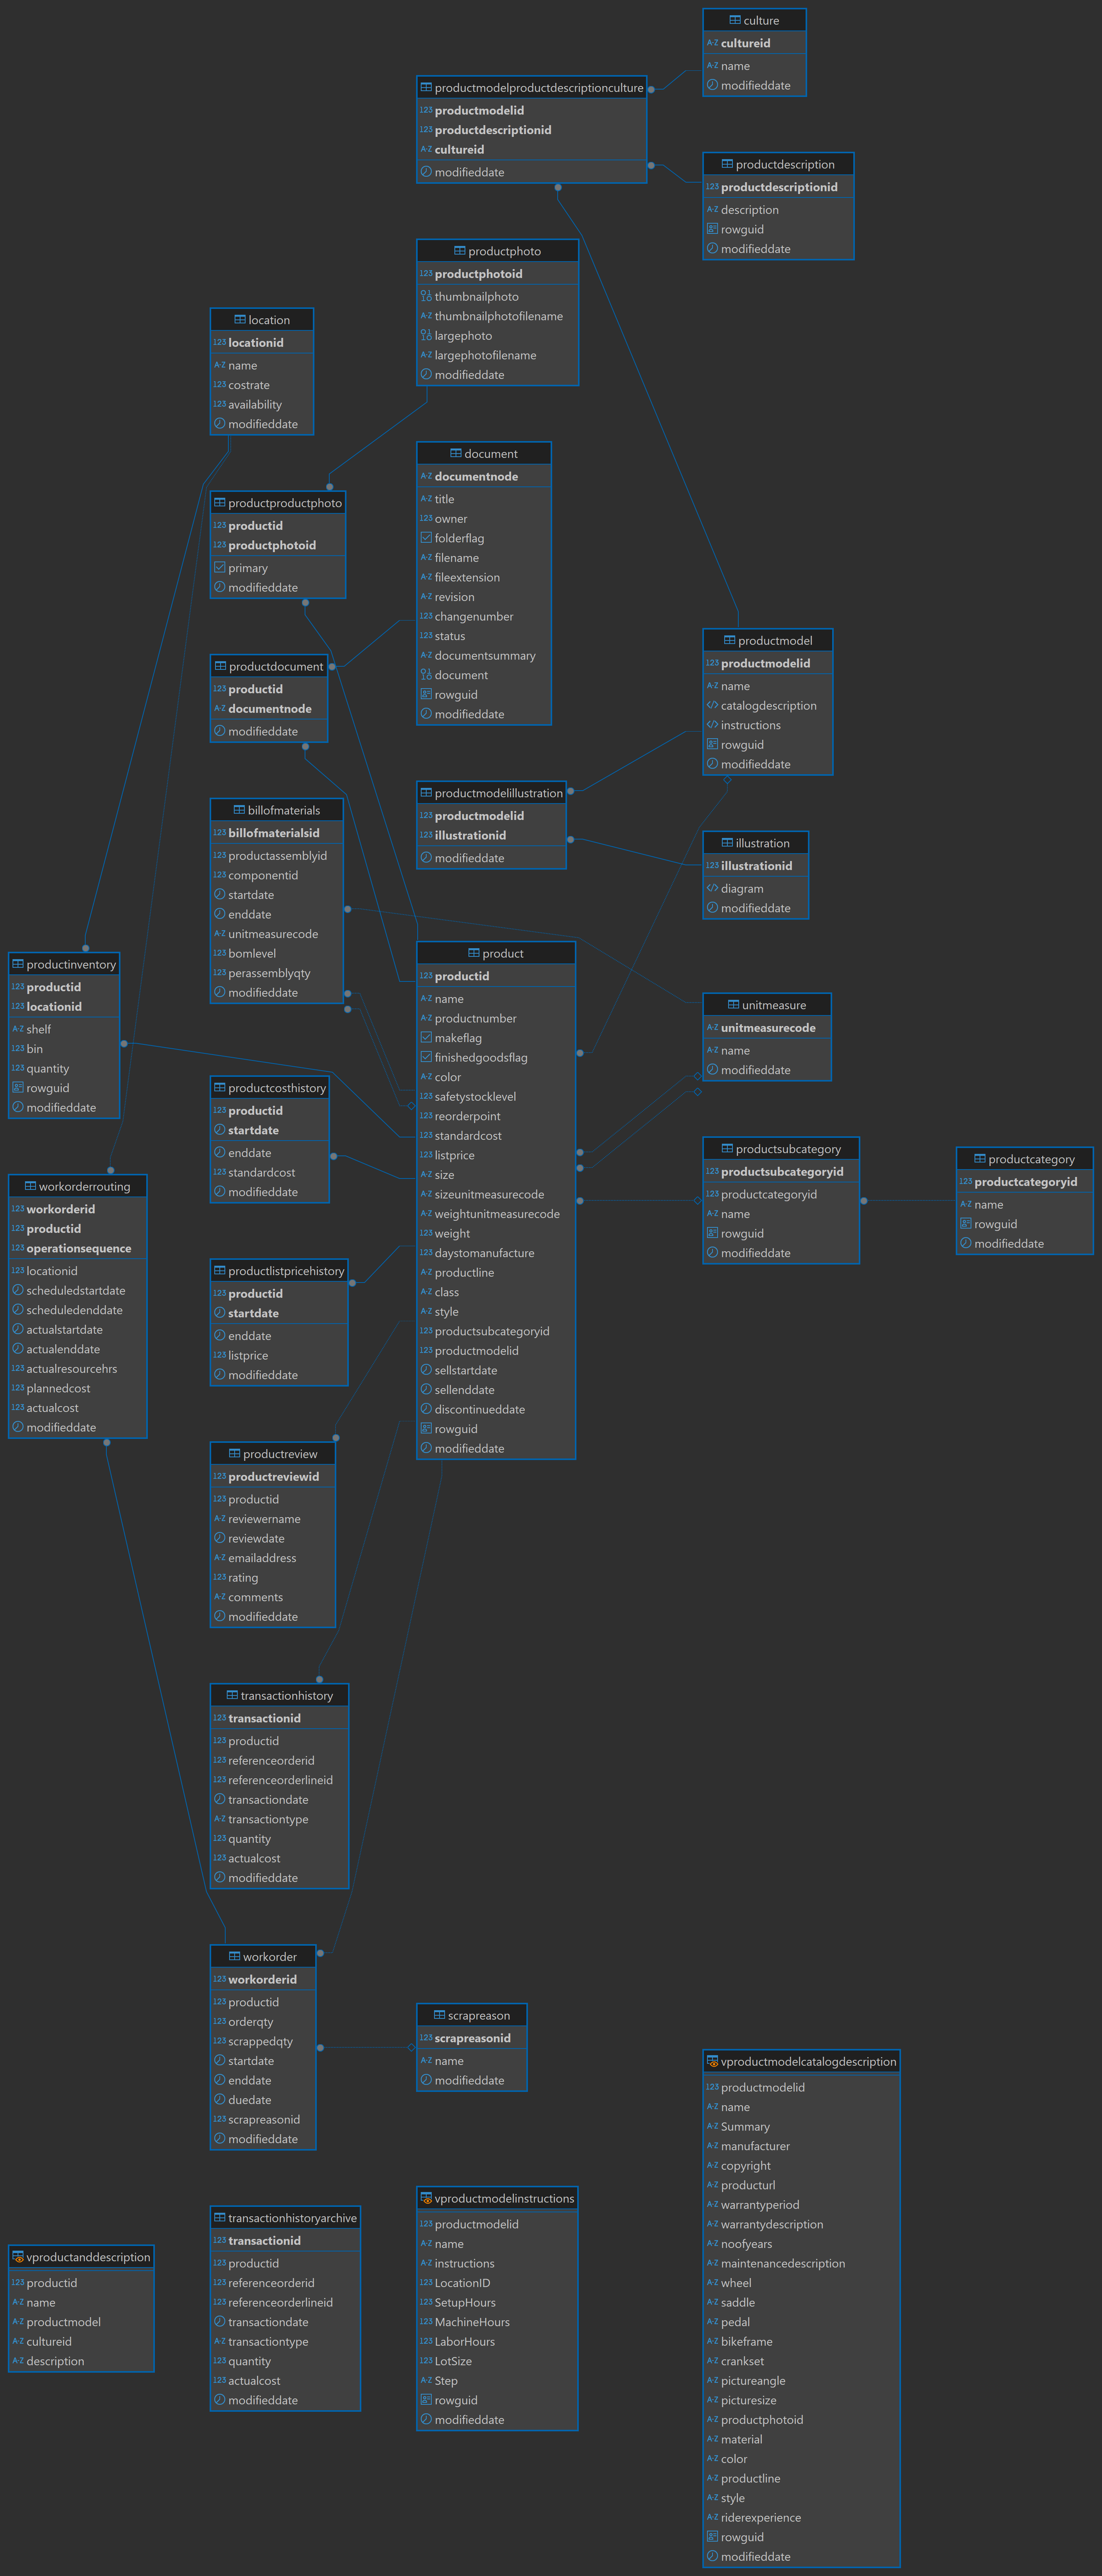 culture
cultureid
name
modifieddate
productmodelproductdescriptionculture
123 productmodelid
123 productdescriptionid
A-Z cultureid
modifieddate
productdescription
123 productdescriptionid
A-Z description
rowguid
modifieddate
productphoto
123 productphotoid
thumbnailphoto
A-Z thumbnailphotofilename
largephoto
A-Z largephotofilename
modifieddate
location
123 locationid
A-Z name
123 costrate
123 availability
modifieddate
document
A-Z documentnode
A-Z title
123 owner
folderflag
A-Z filename
A-Z fileextension
A-Z revision
123 changenumber
123 status
A-Z documentsummary
document
rowguid
modifieddate
productproductphoto
123 productid
123 productphotoid
primary
modifieddate
productmodel
123 productmodelid
A-Z name
catalogdescription
instructions
rowguid
modifieddate
productdocument
123 productid
A-Z documentnode
modifieddate
productmodelillustration
123 productmodelid
123 illustrationid
modifieddate
billofmaterials
123 billofmaterialsid
123 productassemblyid
123 componentid
startdate
enddate
A-Z unitmeasurecode
123 bomlevel
123 perassemblyqty
modifieddate
illustration
123 illustrationid
diagram
modifieddate
product
123 productid
A-Z name
A-Z productnumber
makeflag
finishedgoodsflag
A-Z color
123 safetystocklevel
123 reorderpoint
123 standardcost
123 listprice
A-Z size
A-Z sizeunitmeasurecode
A-Z weightunitmeasurecode
123 weight
123 daystomanufacture
A-Z productline
A-Z class
A-Z style
123 productsubcategoryid
123 productmodelid
sellstartdate
sellenddate
discontinueddate
rowguid
modifieddate
productinventory
123 productid
123 locationid
A-Z shelf
123 bin
123 quantity
rowguid
modifieddate
unitmeasure
A-Z unitmeasurecode
A-Z name
modifieddate
productcosthistory
123 productid
startdate
enddate
123 standardcost
modifieddate
productsubcategory
123 productsubcategoryid
123 productcategoryid
A-Z name
rowguid
modifieddate
productcategory
123 productcategoryid
A-Z name
rowguid
modifieddate
workorderrouting
123 workorderid
123 productid
123 operationsequence
123 locationid
scheduledstartdate
scheduledenddate
actualstartdate
actualenddate
123 actualresourcehrs
123 plannedcost
123 actualcost
modifieddate
productlistpricehistory
123 productid
startdate
enddate
123 listprice
modifieddate
productreview
123 productreviewid
123 productid
A-Z reviewername
reviewdate
A-Z emailaddress
123 rating
A-Z comments
modifieddate
transactionhistory
123 transactionid
123 productid
123 referenceorderid
123 referenceorderlineid
transactiondate
A-Z transactiontype
123 quantity
123 actualcost
modifieddate
workorder
123 workorderid
123 productid
123 orderqty
123 scrappedqty
startdate
enddate
duedate
123 scrapreasonid
modifieddate
scrapreason
123 scrapreasonid
A-Z name
modifieddate
vproductmodelcatalogdescription
123 productmodelid
A-Z name
A-Z Summary
A-Z manufacturer
A-Z copyright
A-Z producturl
A-Z warrantyperiod
A-Z warrantydescription
A-Z noofyears
A-Z maintenancedescription
A-Z wheel
A-Z saddle
A-Z pedal
A-Z bikeframe
A-Z crankset
A-Z pictureangle
A-Z picturesize
A-Z productphotoid
A-Z material
A-Z color
A-Z productline
A-Z style
A-Z riderexperience
rowguid
modifieddate
vproductmodelinstructions
123 productmodelid
A-Z name
A-Z instructions
123 LocationID
123 SetupHours
123 MachineHours
123 LaborHours
123 LotSize
A-Z Step
rowguid
modifieddate
transactionhistoryarchive
123 transactionid
123 productid
123 referenceorderid
123 referenceorderlineid
transactiondate
A-Z transactiontype
123 quantity
123 actualcost
modifieddate
vproductanddescription
123 productid
A-Z name
A-Z productmodel
A-Z cultureid
A-Z description